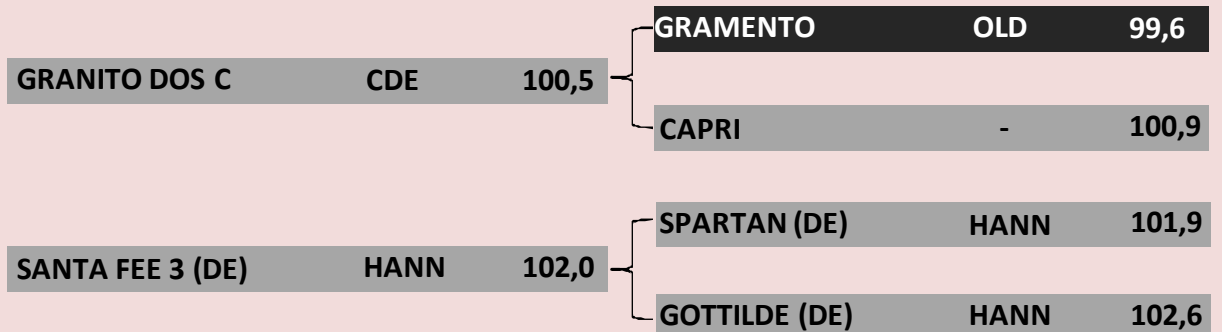 GRAMENTO OLD 99,6
GRANITO DOS C CDE 100,5
CAPRI - 100,9
SPARTAN (DE) HANN 101,9
SANTA FEE 3 (DE) HANN 102,0
GOTTILDE (DE) HANN 102,6